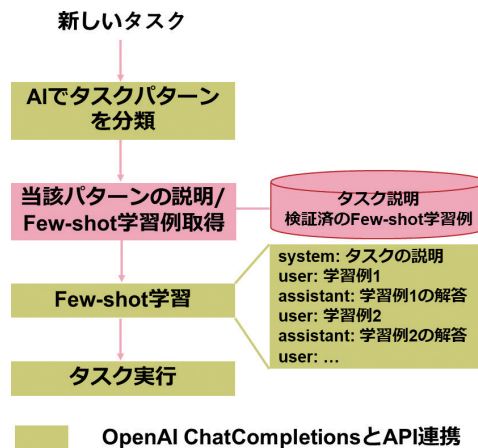 新しいタスク
AIでタスクパターン
を分類
当該パターンの説明/
Few-shot学習例取得
タスク説明
検証済のFew-shot学習例
Few-shot学習
system: タスクの説明
user: 学習例1
assistant: 学習例1の解答
user: 学習例2
assistant: 学習例2の解答
user: …
タスク実行
OpenAI ChatCompletionsとAPI連携